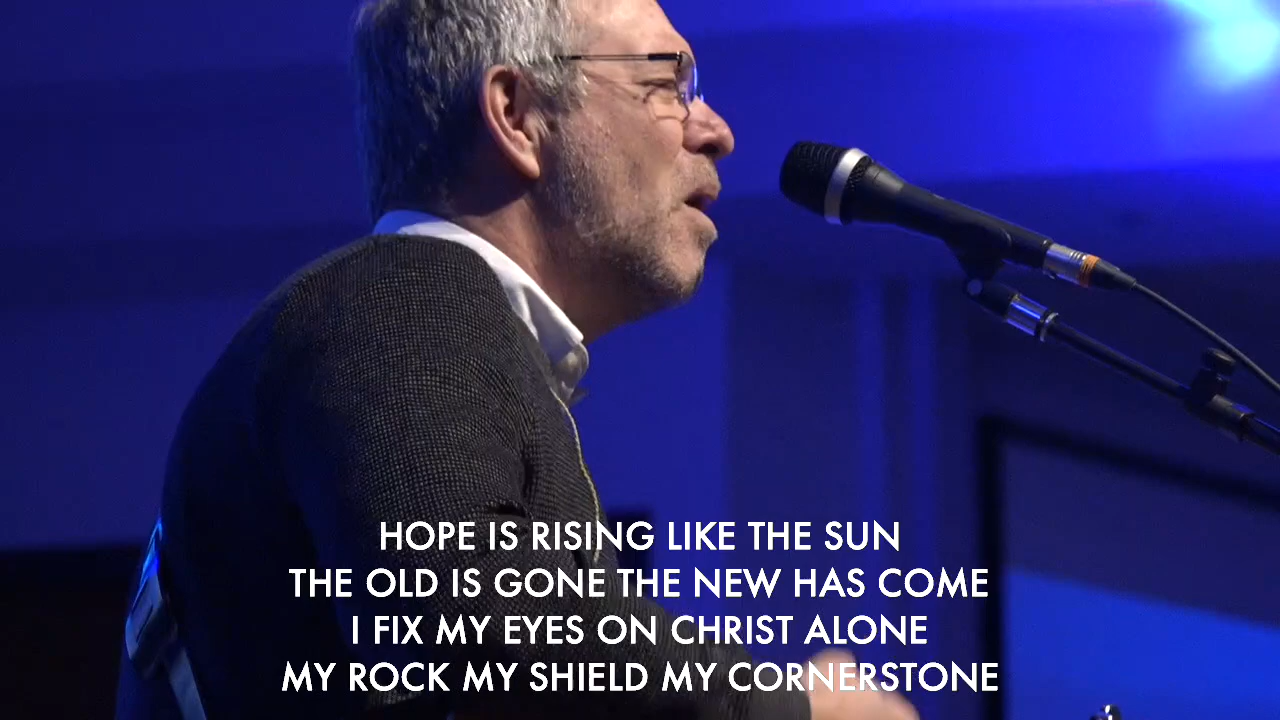 HOPE IS RISING LIKE THE SUN
THE OLD IS GONE THE NEW HAS COME
I FIX MY EYES ON CHRIST ALONE
MY ROCK MY SHIELD MY CORNERSTONE